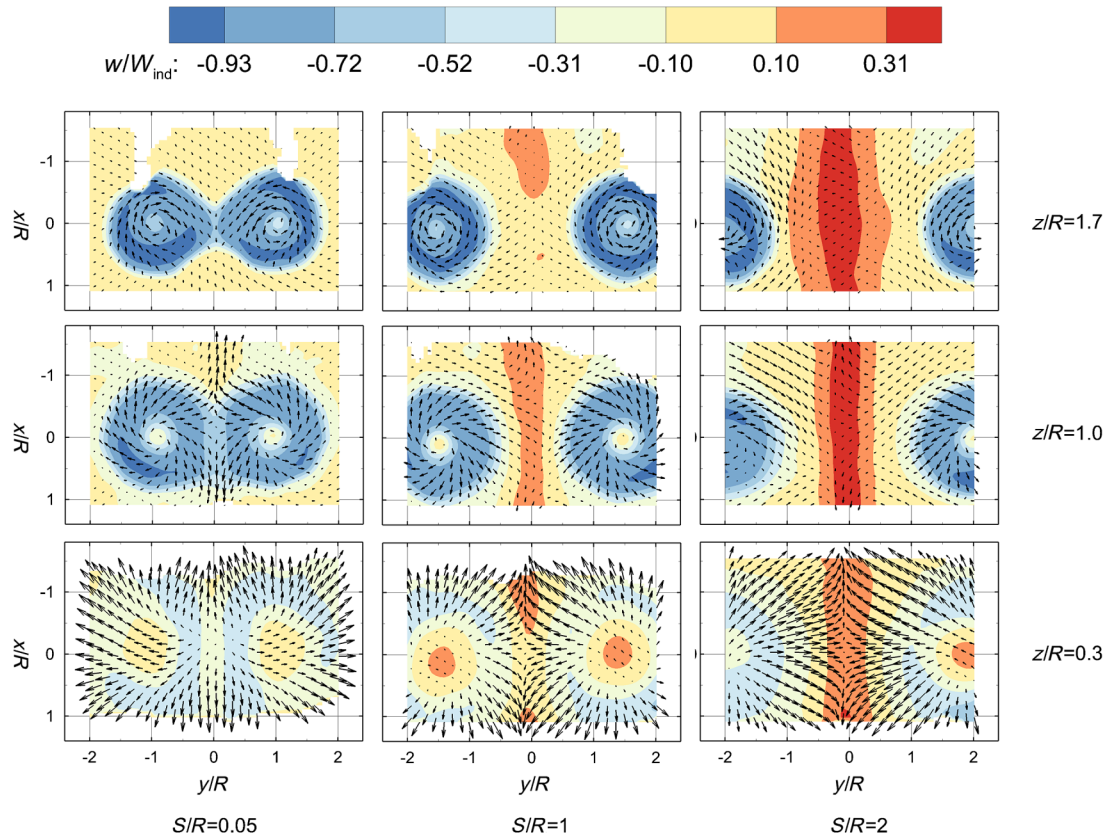 w/W_ind: -0.93 -0.72 -0.52 -0.31 -0.10 0.10 0.31
x/R -1 0 1 z/R=1.7
x/R -1 0 1 z/R=1.0
x/R -1 0 1 z/R=0.3
-2 -1 0 1 2 -2 -1 0 1 2 -2 -1 0 1 2
y/R y/R y/R
S/R=0.05 S/R=1 S/R=2